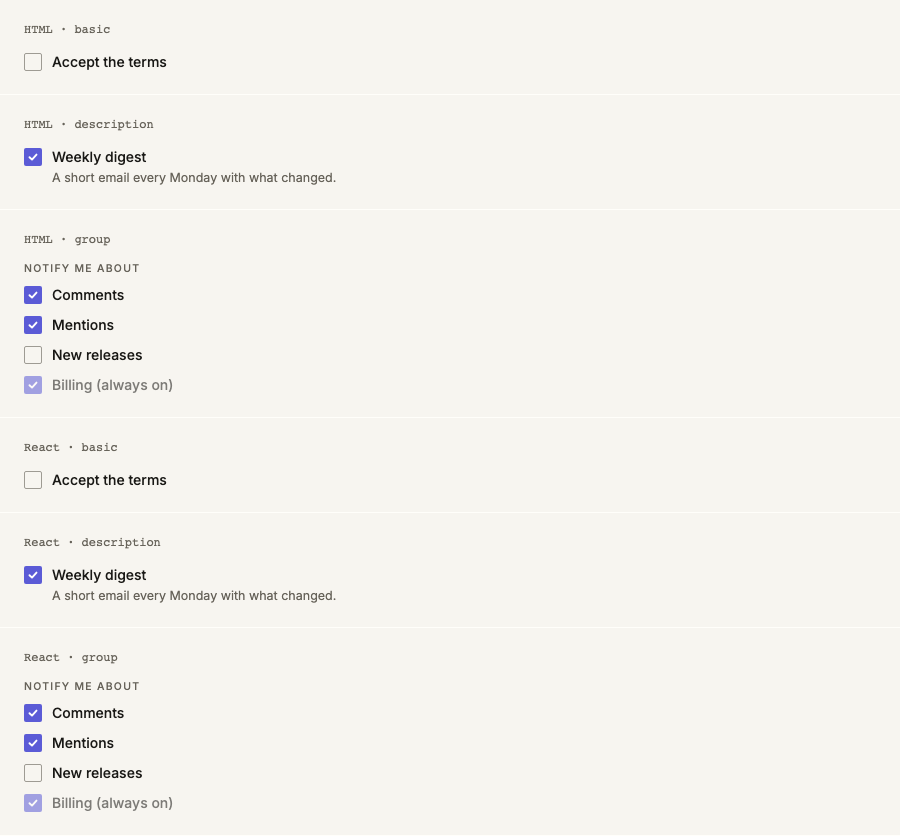 HTML · basic
Accept the terms
HTML · description
Weekly digest
A short email every Monday with what changed.
HTML · group
NOTIFY ME ABOUT
Comments
Mentions
New releases
Billing (always on)
React · basic
Accept the terms
React · description
Weekly digest
A short email every Monday with what changed.
React · group
NOTIFY ME ABOUT
Comments
Mentions
New releases
Billing (always on)